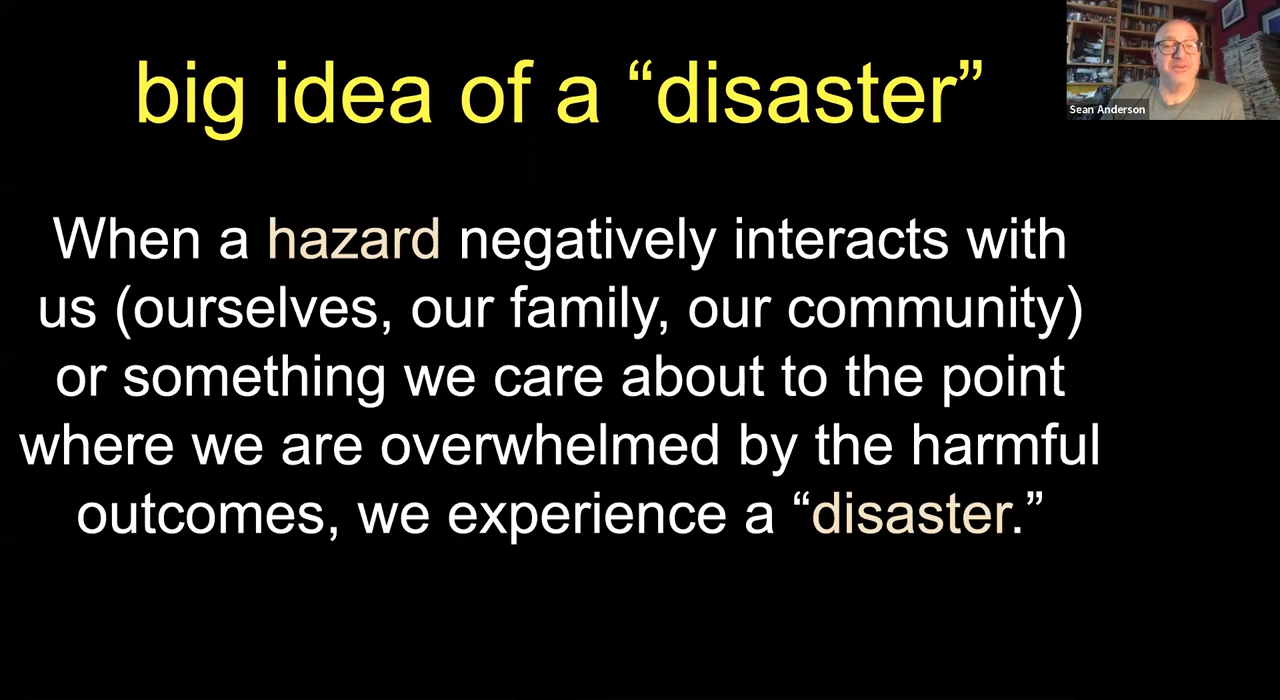 big idea of a “disaster”
Sean Anderson
When a hazard negatively interacts with
us (ourselves, our family, our community)
or something we care about to the point
where we are overwhelmed by the harmful
outcomes, we experience a “disaster.”